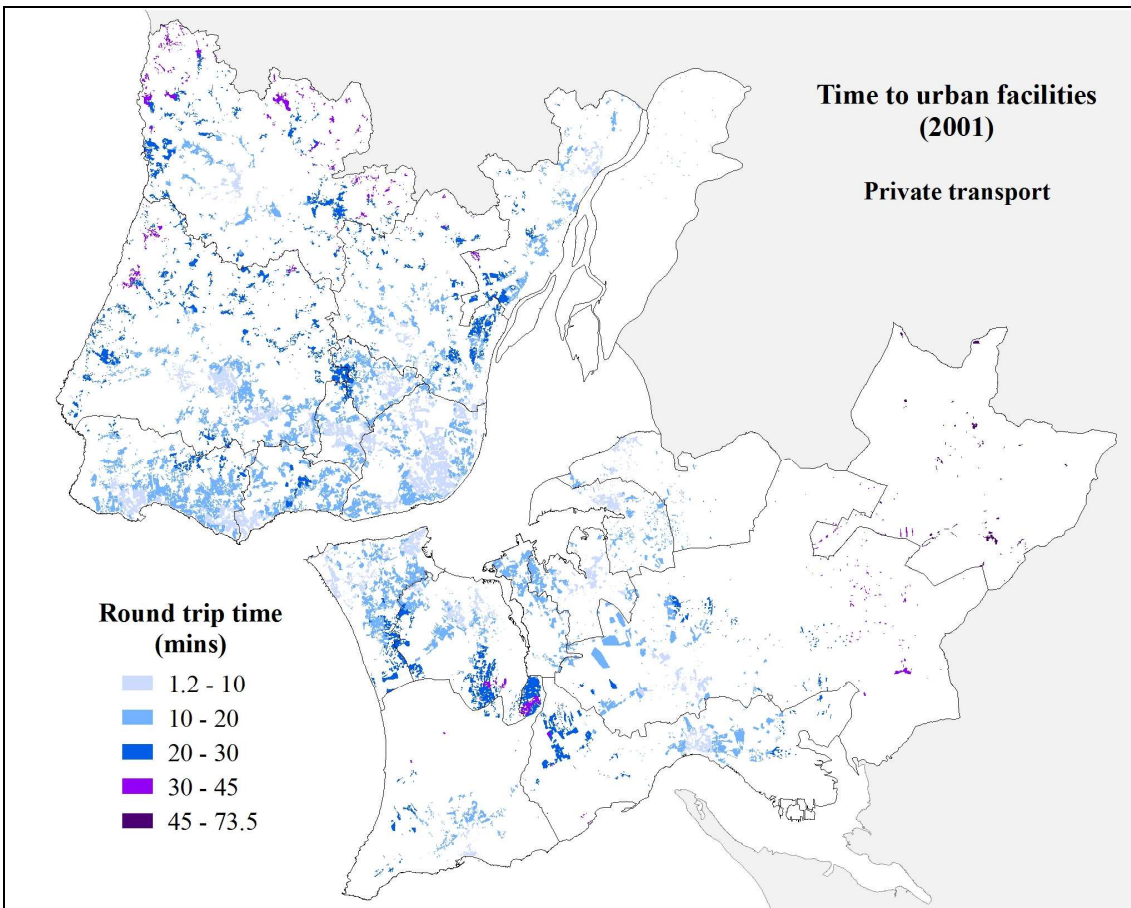 Time to urban facilities
(2001)
Private transport
Round trip time
(mins)
1.2 - 10
10 - 20
20 - 30
30 - 45
45 - 73.5